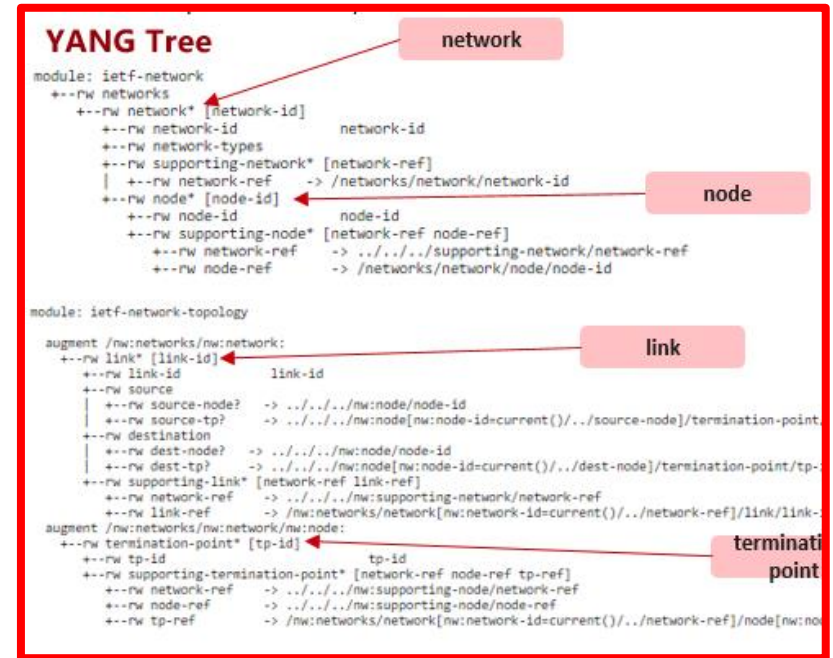 YANG Tree
network
module: ietf-network
+--rw networks
+--rw network* [network-id]
+--rw network-id network-id
+--rw network-types
+--rw supporting-network* [network-ref]
| +--rw network-ref -> /networks/network/network-id
+--rw node* [node-id]
node
+--rw node-id node-id
+--rw supporting-node* [network-ref node-ref]
+--rw network-ref -> ../../../supporting-network/network-ref
+--rw node-ref -> /networks/network/node/node-id
module: ietf-network-topology
augment /nw:networks/nw:network:
+--rw link* [link-id]
link
+--rw link-id link-id
+--rw source
| +--rw source-node? -> ../../../nw:node/node-id
| +--rw source-tp? -> ../../../nw:node[nw:node-id=current()/../source-node]/termination-point/
+--rw destination
| +--rw dest-node? -> ../../../nw:node/node-id
| +--rw dest-tp? -> ../../../nw:node[nw:node-id=current()/../dest-node]/termination-point/tp-
+--rw supporting-link* [network-ref link-ref]
+--rw network-ref -> ../../../nw:supporting-network/network-ref
+--rw link-ref -> /nw:networks/network[nw:network-id=current()/../network-ref]/link/link-
augment /nw:networks/nw:network/nw:node:
+--rw termination-point* [tp-id]
terminati
point
+--rw tp-id tp-id
+--rw supporting-termination-point* [network-ref node-ref tp-ref]
+--rw network-ref -> ../../../nw:supporting-node/network-ref
+--rw node-ref -> ../../../nw:supporting-node/node-ref
+--rw tp-ref -> /nw:networks/network[nw:network-id=current()/../network-ref]/node[nw:no